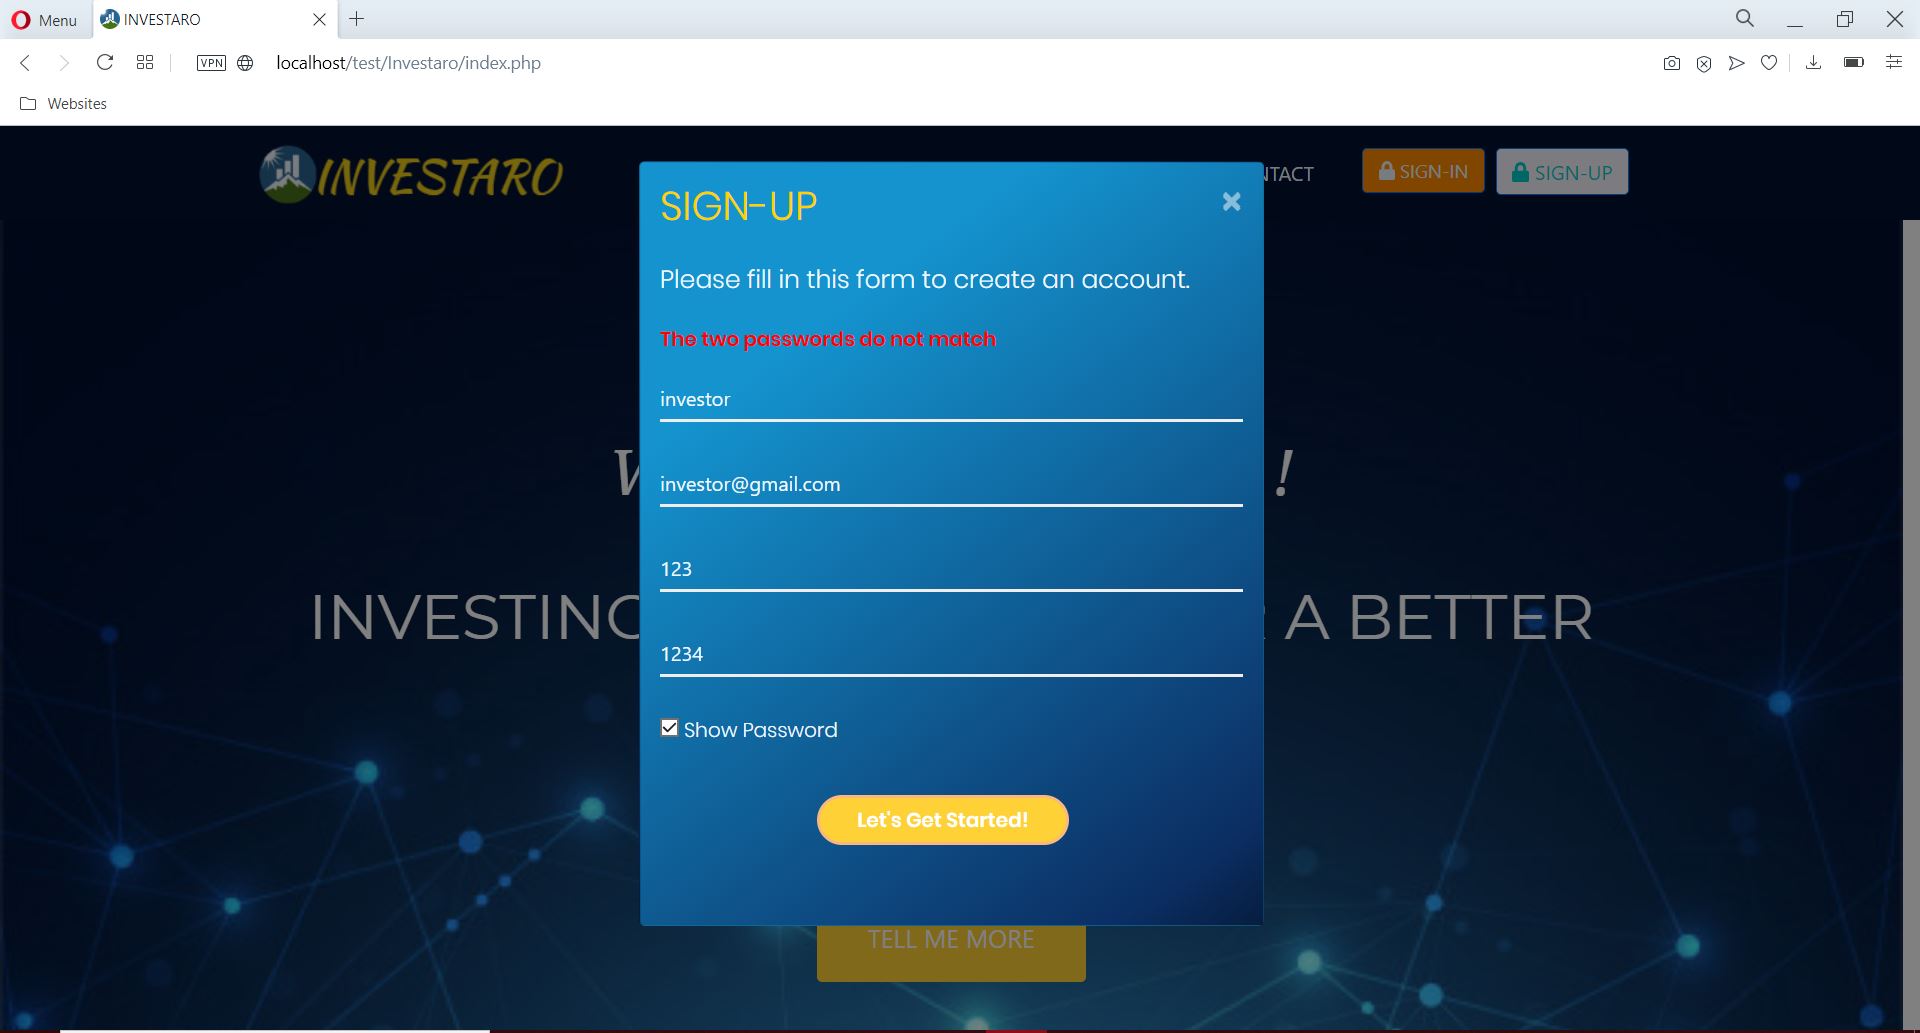 Menu
INVESTARO
VPN
localhost/test/Investaro/index.php
Websites
INVESTARO
NTACT
SIGN-IN
SIGN-UP
SIGN-UP
Please fill in this form to create an account.
The two passwords do not match
investor
investor@gmail.com
123
1234
Show Password
Let's Get Started!
!
INVESTING
A BETTER
TELL ME MORE